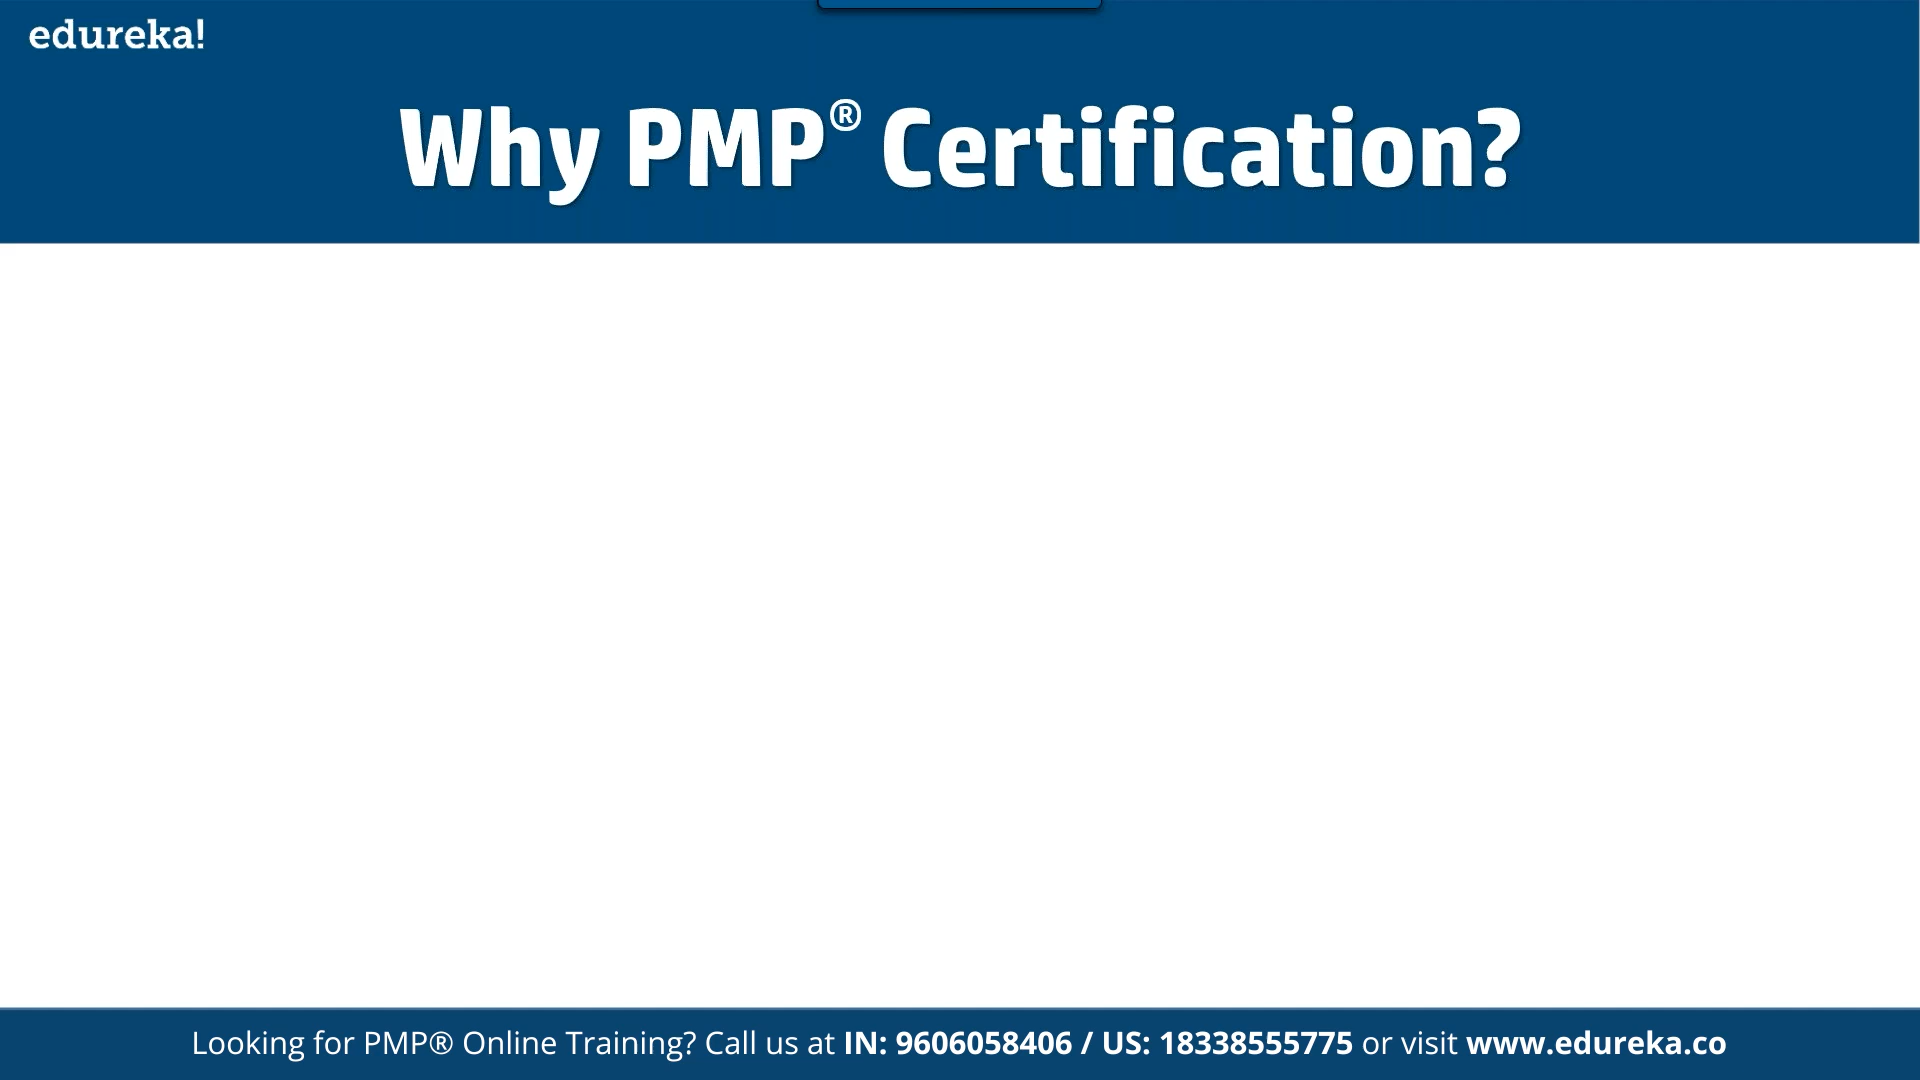 edureka!
Why PMP® Certification?
Looking for PMP® Online Training? Call us at IN: 9606058406 / US: 18338555775 or visit www.edureka.co